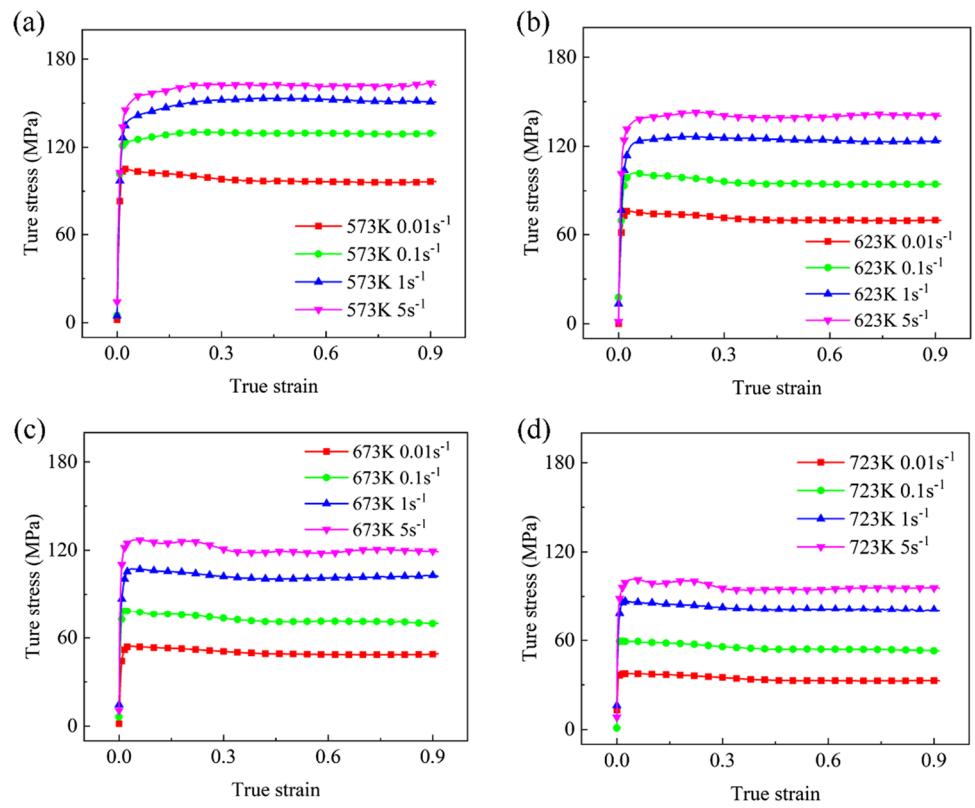 (a)
180
120
60
0
Ture stress (MPa)
573K 0.01s⁻¹
573K 0.1s⁻¹
573K 1s⁻¹
573K 5s⁻¹
0.0 0.3 0.6 0.9
True strain
(b)
180
120
60
0
Ture stress (MPa)
623K 0.01s⁻¹
623K 0.1s⁻¹
623K 1s⁻¹
623K 5s⁻¹
0.0 0.3 0.6 0.9
True strain
(c)
180
120
60
0
Ture stress (MPa)
673K 0.01s⁻¹
673K 0.1s⁻¹
673K 1s⁻¹
673K 5s⁻¹
0.0 0.3 0.6 0.9
True strain
(d)
180
120
60
0
Ture stress (MPa)
723K 0.01s⁻¹
723K 0.1s⁻¹
723K 1s⁻¹
723K 5s⁻¹
0.0 0.3 0.6 0.9
True strain